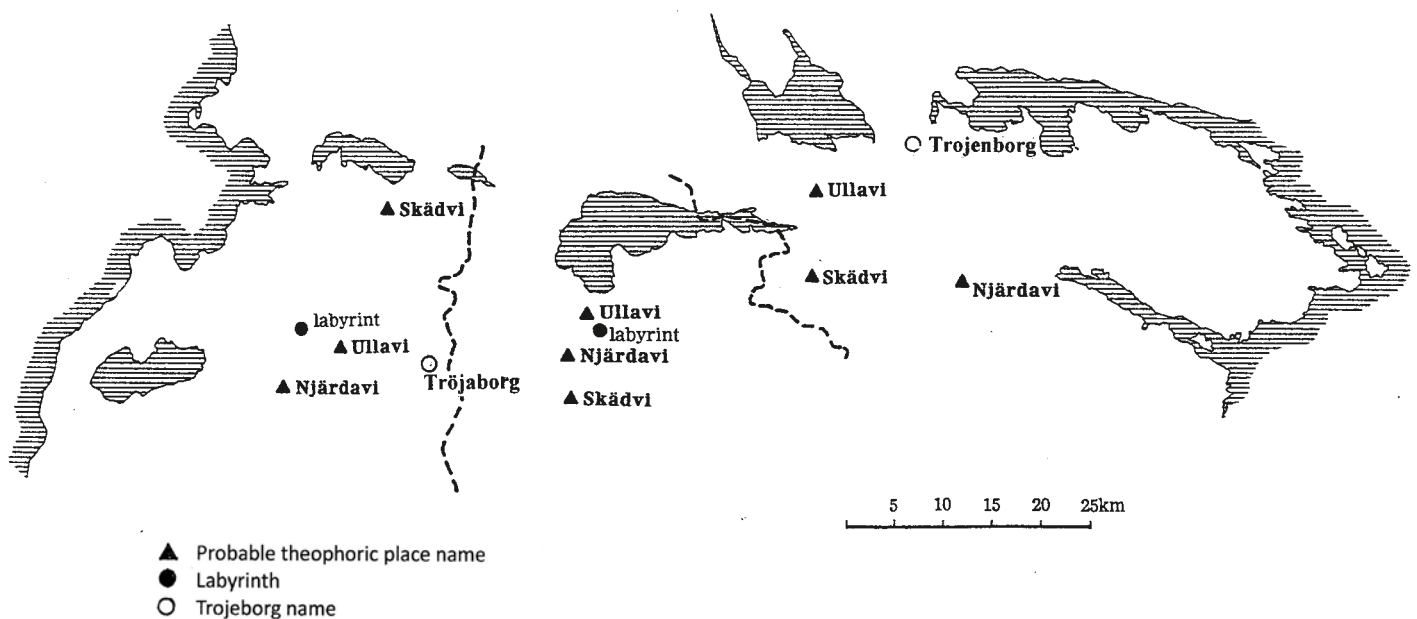 Trojenborg
Ullavi
Skädvi
Skädvi
Njärdavi
Ullavi
labyrint
labyrint
Ullavi
Njärdavi
Tröjaborg
Njärdavi
Skädvi
5 10 15 20 25km
Probable theophoric place name
Labyrinth
Trojeborg name